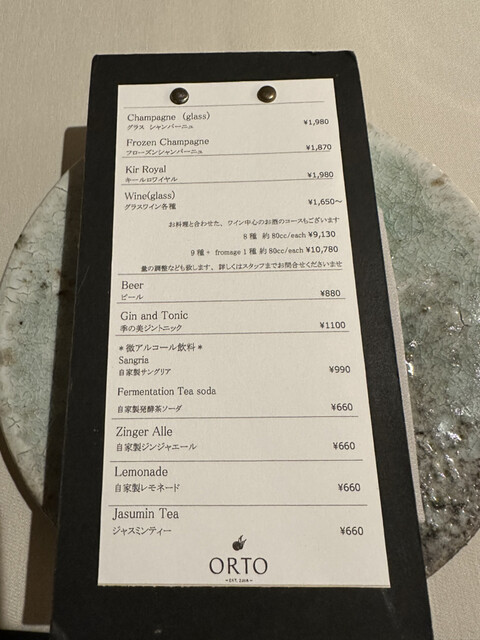 Champagne (glass)
グラス シャンパーニュ ¥1,980
Frozen Champagne
フローズンシャンパーニュ ¥1,870
Kir Royal
キールロワイヤル ¥1,980
Wine(glass)
グラスワイン各種 ¥1,650～
お料理と合わせた、ワイン中心のお酒のコースもございます
8種 約80cc/each ¥9,130
9種+ fromage 1種 約80cc/each ¥10,780
量の調整なども致します。詳しくはスタッフまでお問合せくださいませ
Beer
ビール ¥880
Gin and Tonic
季の美ジントニック ¥1100
＊微アルコール飲料＊
Sangria
自家製サングリア ¥990
Fermentation Tea soda
自家製発酵茶ソーダ ¥660
Zinger Alle
自家製ジンジャエール ¥660
Lemonade
自家製レモネード ¥660
Jasumin Tea
ジャスミンティー ¥660
ORTO